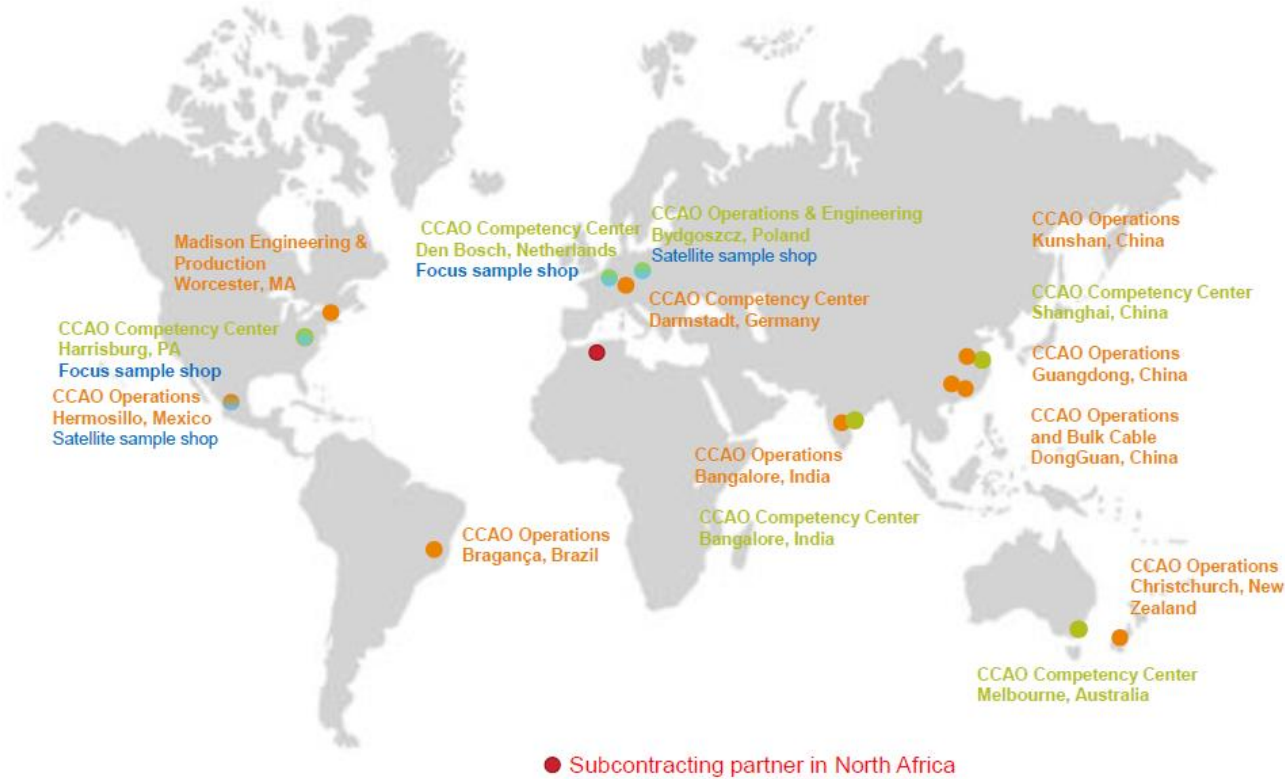 Madison Engineering &
Production
Worcester, MA
CCAO Competency Center
Harrisburg, PA
Focus sample shop
CCAO Operations
Hermosillo, Mexico
Satellite sample shop
CCAO Operations
Bragança, Brazil
CCAO Competency Center
Den Bosch, Netherlands
Focus sample shop
CCAO Operations & Engineering
Bydgoszcz, Poland
Satellite sample shop
CCAO Competency Center
Darmstadt, Germany
CCAO Operations
Bangalore, India
CCAO Competency Center
Bangalore, India
CCAO Operations
Kunshan, China
CCAO Competency Center
Shanghai, China
CCAO Operations
Guangdong, China
CCAO Operations
and Bulk Cable
DongGuan, China
CCAO Operations
Christchurch, New
Zealand
CCAO Competency Center
Melbourne, Australia
Subcontracting partner in North Africa